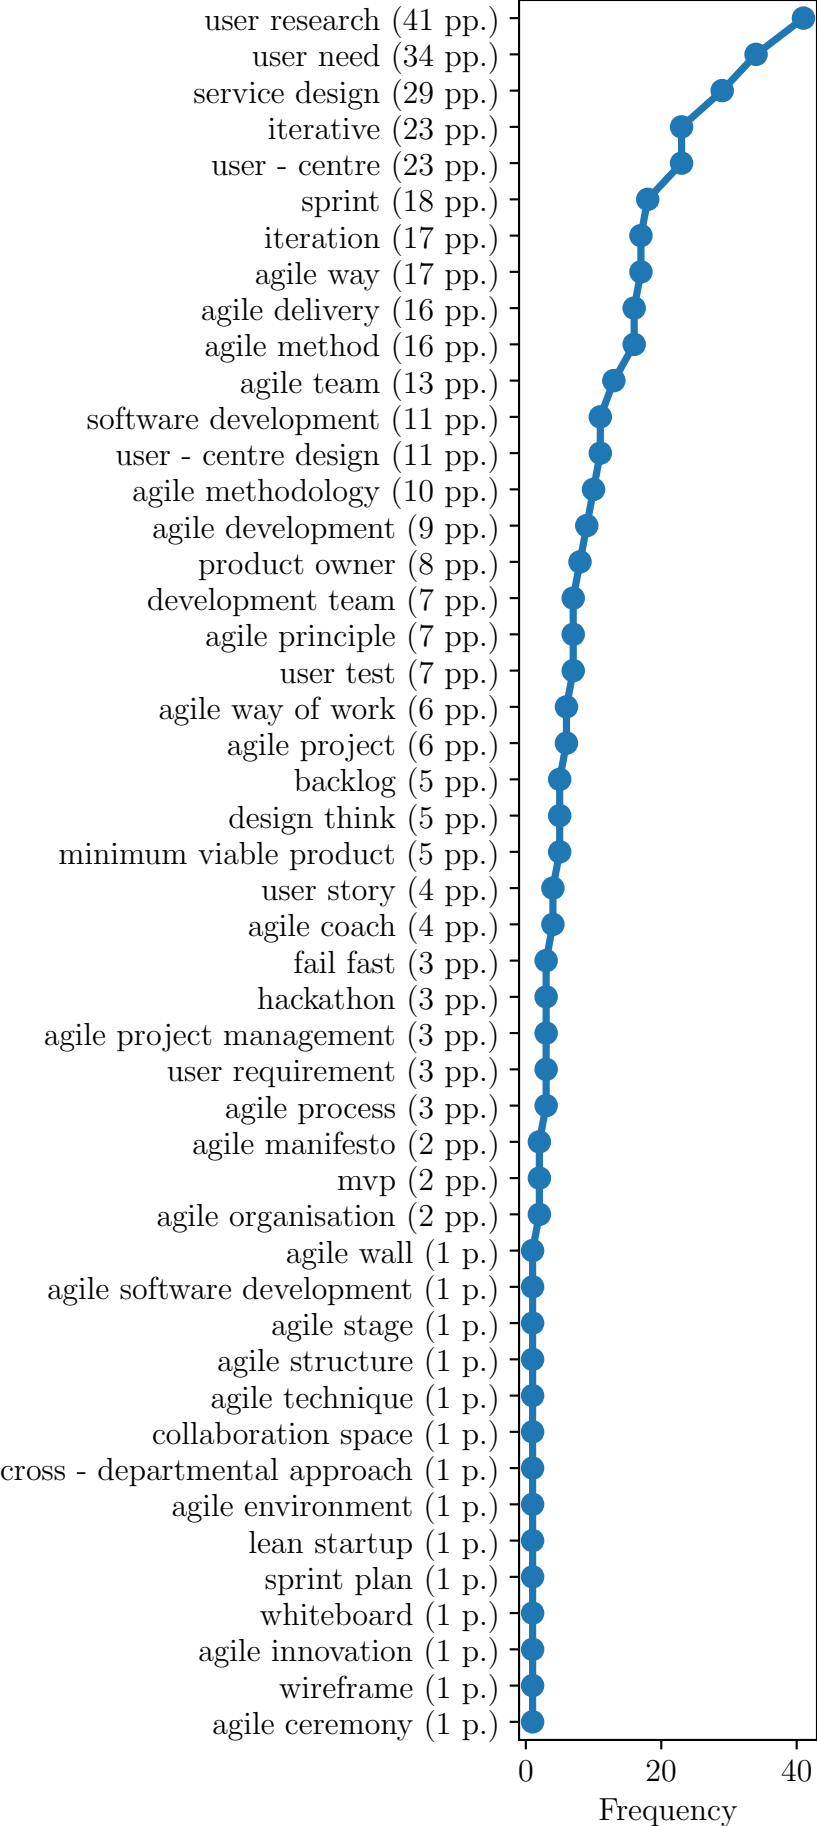 user research (41 pp.)
user need (34 pp.)
service design (29 pp.)
iterative (23 pp.)
user - centre (23 pp.)
sprint (18 pp.)
iteration (17 pp.)
agile way (17 pp.)
agile delivery (16 pp.)
agile method (16 pp.)
agile team (13 pp.)
software development (11 pp.)
user - centre design (11 pp.)
agile methodology (10 pp.)
agile development (9 pp.)
product owner (8 pp.)
development team (7 pp.)
agile principle (7 pp.)
user test (7 pp.)
agile way of work (6 pp.)
agile project (6 pp.)
backlog (5 pp.)
design think (5 pp.)
minimum viable product (5 pp.)
user story (4 pp.)
agile coach (4 pp.)
fail fast (3 pp.)
hackathon (3 pp.)
agile project management (3 pp.)
user requirement (3 pp.)
agile process (3 pp.)
agile manifesto (2 pp.)
mvp (2 pp.)
agile organisation (2 pp.)
agile wall (1 p.)
agile software development (1 p.)
agile stage (1 p.)
agile structure (1 p.)
agile technique (1 p.)
collaboration space (1 p.)
cross - departmental approach (1 p.)
agile environment (1 p.)
lean startup (1 p.)
sprint plan (1 p.)
whiteboard (1 p.)
agile innovation (1 p.)
wireframe (1 p.)
agile ceremony (1 p.)
0 20 40
Frequency